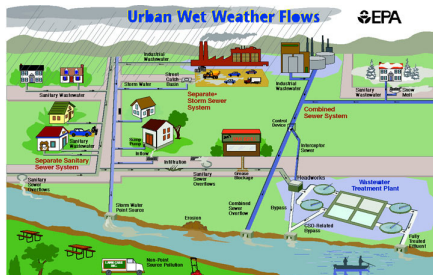 Urban Wet Weather Flows
EPA
Industrial
Wastewater
Street
Catch
Basin
Storm Water
Sanitary Wastewater
Separate-
Storm Sewer
System
Industrial
Wastewater
Combined
Sewer System
Sanitary
Wastewater
Snow
Melt
Control
Device
Interceptor
Sewer
Sanitary
Wastewater
Separate Sanitary
Sewer System
Sump
Pump
Inflow
Infiltration
Sanitary
Sewer
Overflows
Grease
Blockage
Sanitary
Sewer
Overflows
Headworks
Wastewater
Treatment Plant
Storm Water
Point Source
Erosion
Combined
Sewer
Overflow
Bypass
CSO-Related
Bypass
Fully
Treated
Effluent
Non-Point
Source Pollution